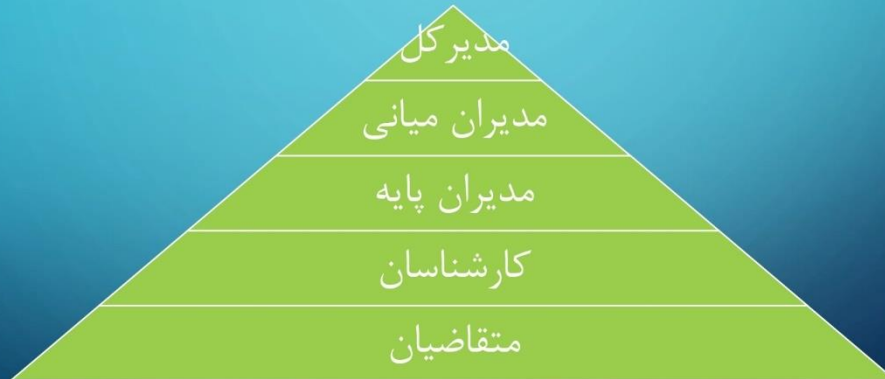 مدیر کل
مدیران میانی
مدیران پایه
کارشناسان
متقاضیان